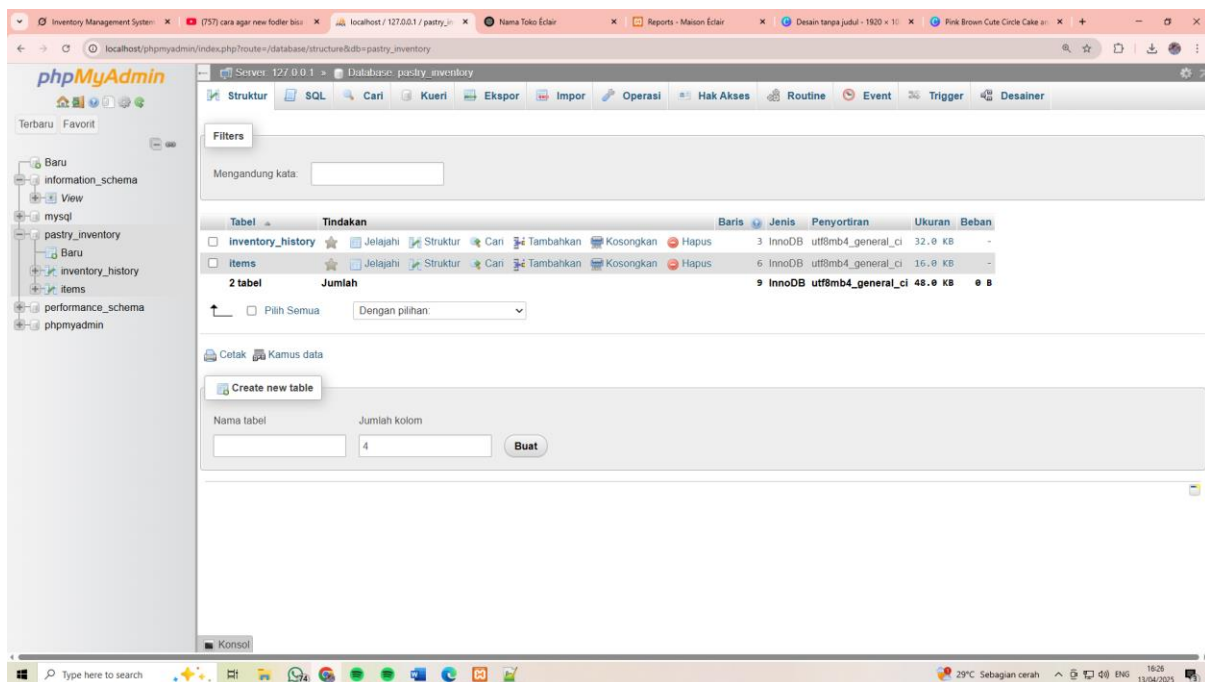 Inventory Management System
(757) cara agar new fodler bisa
localhost / 127.0.0.1 / pastry_in
Nama Toko Éclair
Reports - Maison Éclair
Desain tanpa judul - 1920 × 10
Pink Brown Cute Circle Cake an
localhost/phpmyadmin/index.php?route=/database/structure&db=pastry_inventory
phpMyAdmin
Terbaru Favorit
Baru
information_schema
View
mysql
pastry_inventory
Baru
inventory_history
items
performance_schema
phpmyadmin
Server: 127.0.0.1 » Database: pastry_inventory
Struktur SQL Cari Kueri Ekspor Impor Operasi Hak Akses Routine Event Trigger Desainer
Filters
Mengandung kata:
Tabel Tindakan Baris Jenis Penyortiran Ukuran Beban
inventory_history Jelajahi Struktur Cari Tambahkan Kosongkan Hapus 3 InnoDB utf8mb4_general_ci 32.0 KB -
items Jelajahi Struktur Cari Tambahkan Kosongkan Hapus 6 InnoDB utf8mb4_general_ci 16.0 KB -
2 tabel Jumlah 9 InnoDB utf8mb4_general_ci 48.0 KB 0 B
Pilih Semua Dengan pilihan:
Cetak Kamus data
Create new table
Nama tabel Jumlah kolom
4 Buat
Konsol
Type here to search
74
29°C Sebagian cerah ENG 16:26
13/04/2025